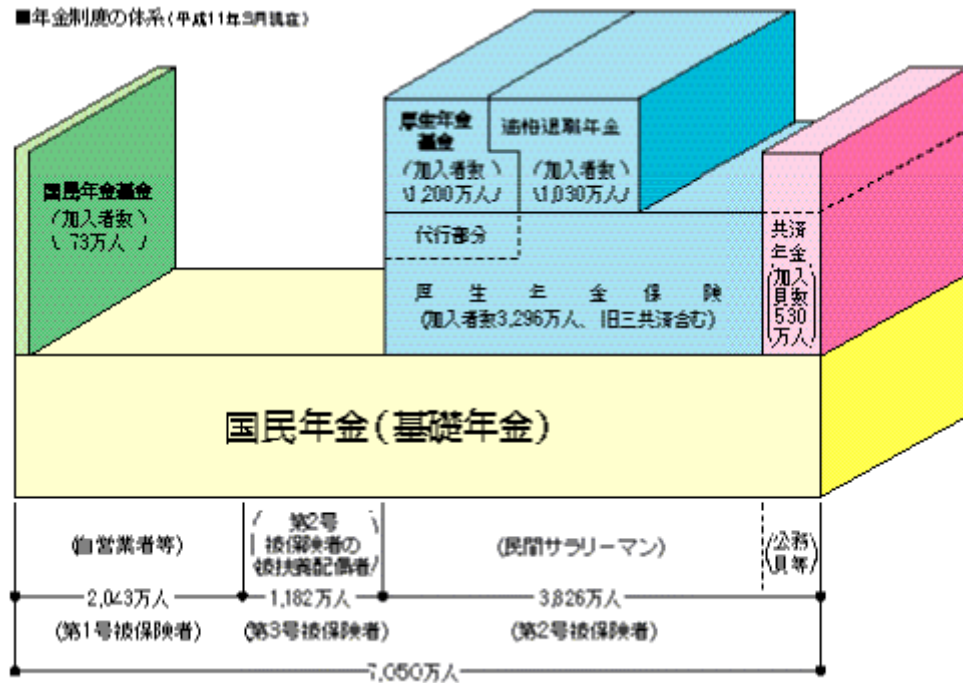 ■年金制度の体系(平成11年3月現在)
国民年金基金
(加入者数)
(73万人)
厚生年金
基金
(加入者数)
(1,200万人)
適格退職年金
(加入者数)
(1,030万人)
代行部分
厚生年金保険
(加入者数3,296万人、旧三共済含む)
共済
年金
(加入
員数
530
万人)
国民年金(基礎年金)
(自営業者等)
(第2号
被保険者の
被扶養配偶者)
(民間サラリーマン)
(公務
員等)
2,043万人
1,182万人
3,826万人
(第1号被保険者)
(第3号被保険者)
(第2号被保険者)
7,050万人